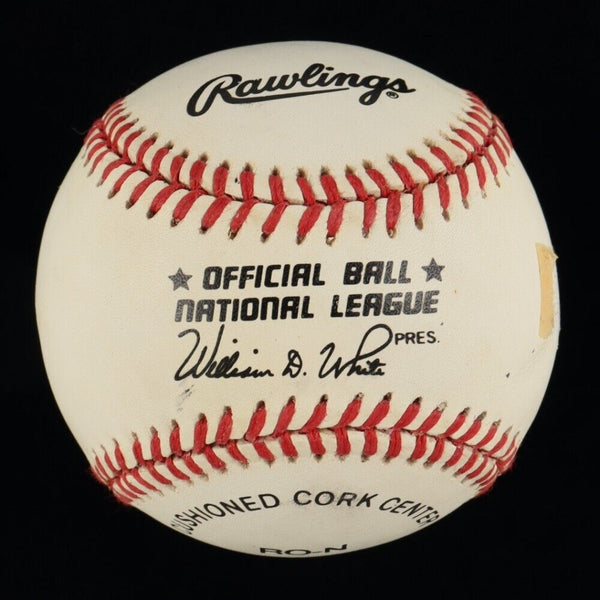 Rawlings®
★ OFFICIAL BALL ★
NATIONAL LEAGUE
William D. White PRES.
CUSHIONED CORK CENTER
RO-N